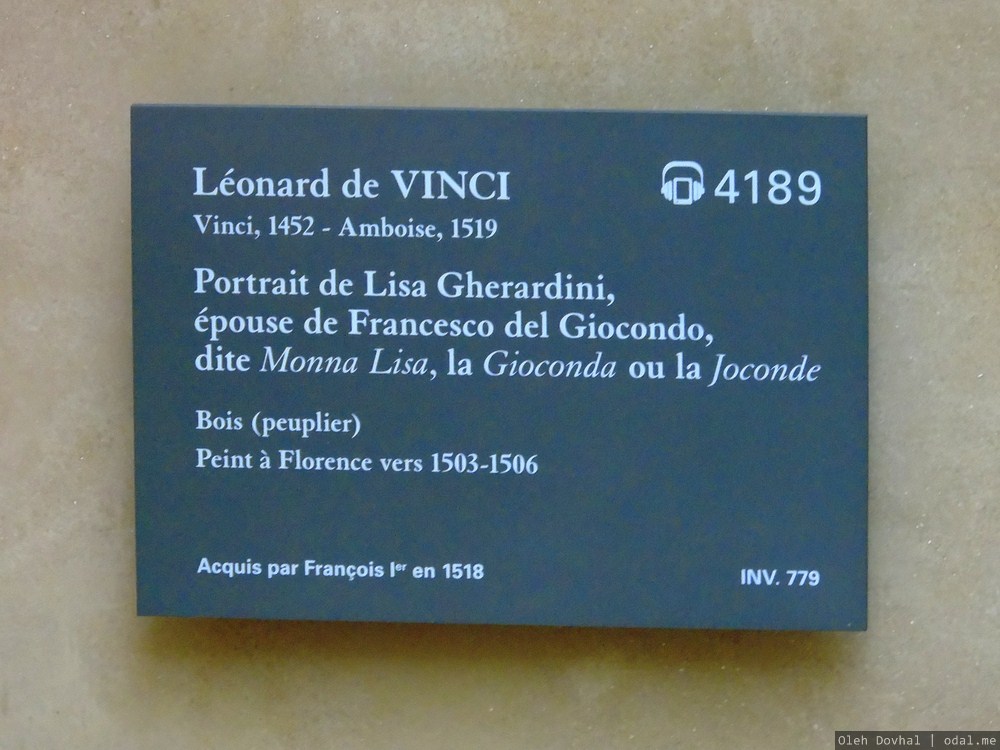 Léonard de VINCI
4189
Vinci, 1452 - Amboise, 1519
Portrait de Lisa Gherardini,
épouse de Francesco del Giocondo,
dite Monna Lisa, la Gioconda ou la Joconde
Bois (peuplier)
Peint à Florence vers 1503-1506
Acquis par François Ier en 1518
INV. 779
Oleh Dovhal | odal.me